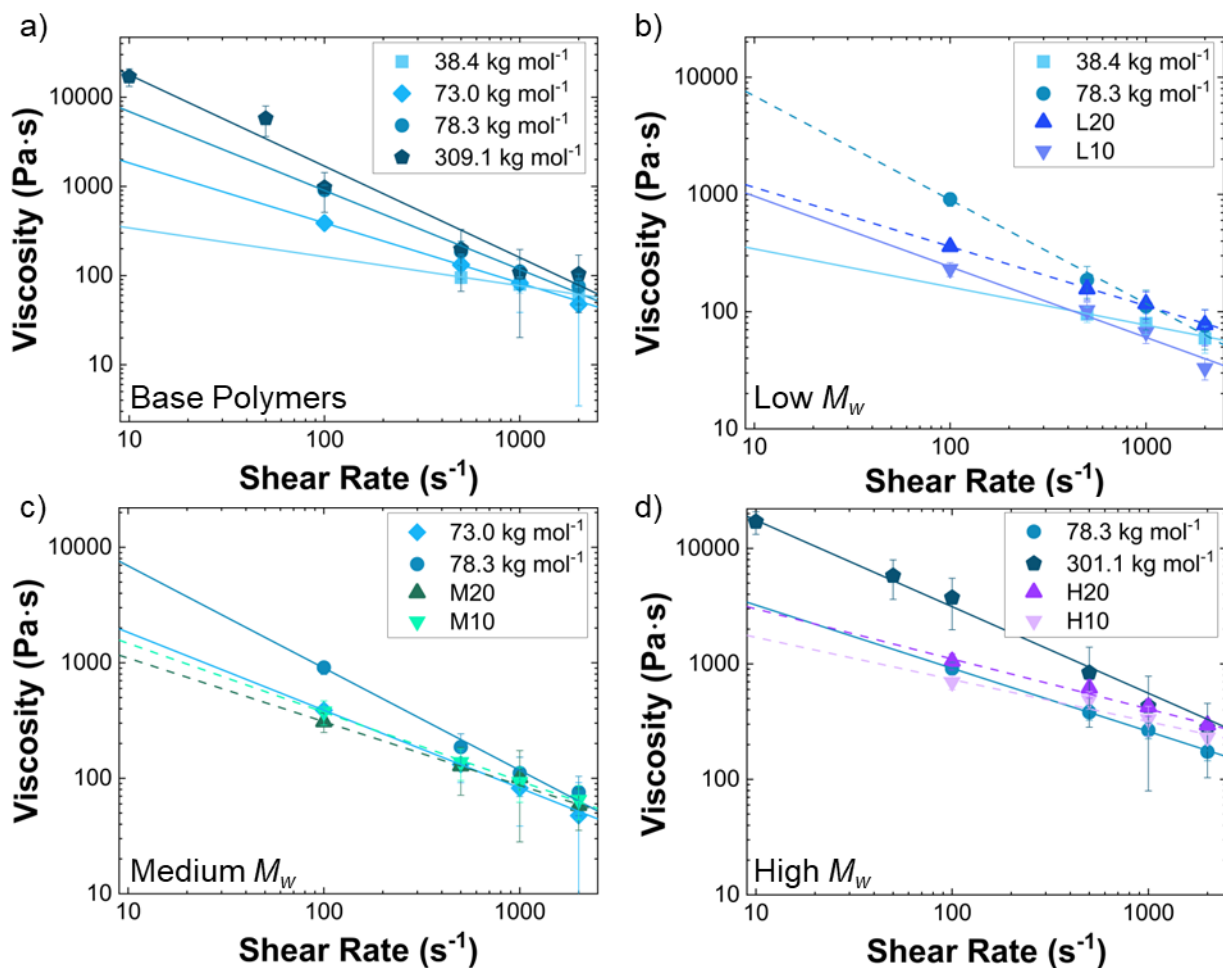 a)
10000
1000
100
10
Viscosity (Pa·s)
38.4 kg mol⁻¹
73.0 kg mol⁻¹
78.3 kg mol⁻¹
309.1 kg mol⁻¹
Base Polymers
10 100 1000
Shear Rate (s⁻¹)
b)
10000
1000
100
10
Viscosity (Pa·s)
38.4 kg mol⁻¹
78.3 kg mol⁻¹
L20
L10
Low Mw
10 100 1000
Shear Rate (s⁻¹)
c)
10000
1000
100
10
Viscosity (Pa·s)
73.0 kg mol⁻¹
78.3 kg mol⁻¹
M20
M10
Medium Mw
10 100 1000
Shear Rate (s⁻¹)
d)
10000
1000
100
10
Viscosity (Pa·s)
78.3 kg mol⁻¹
301.1 kg mol⁻¹
H20
H10
High Mw
10 100 1000
Shear Rate (s⁻¹)